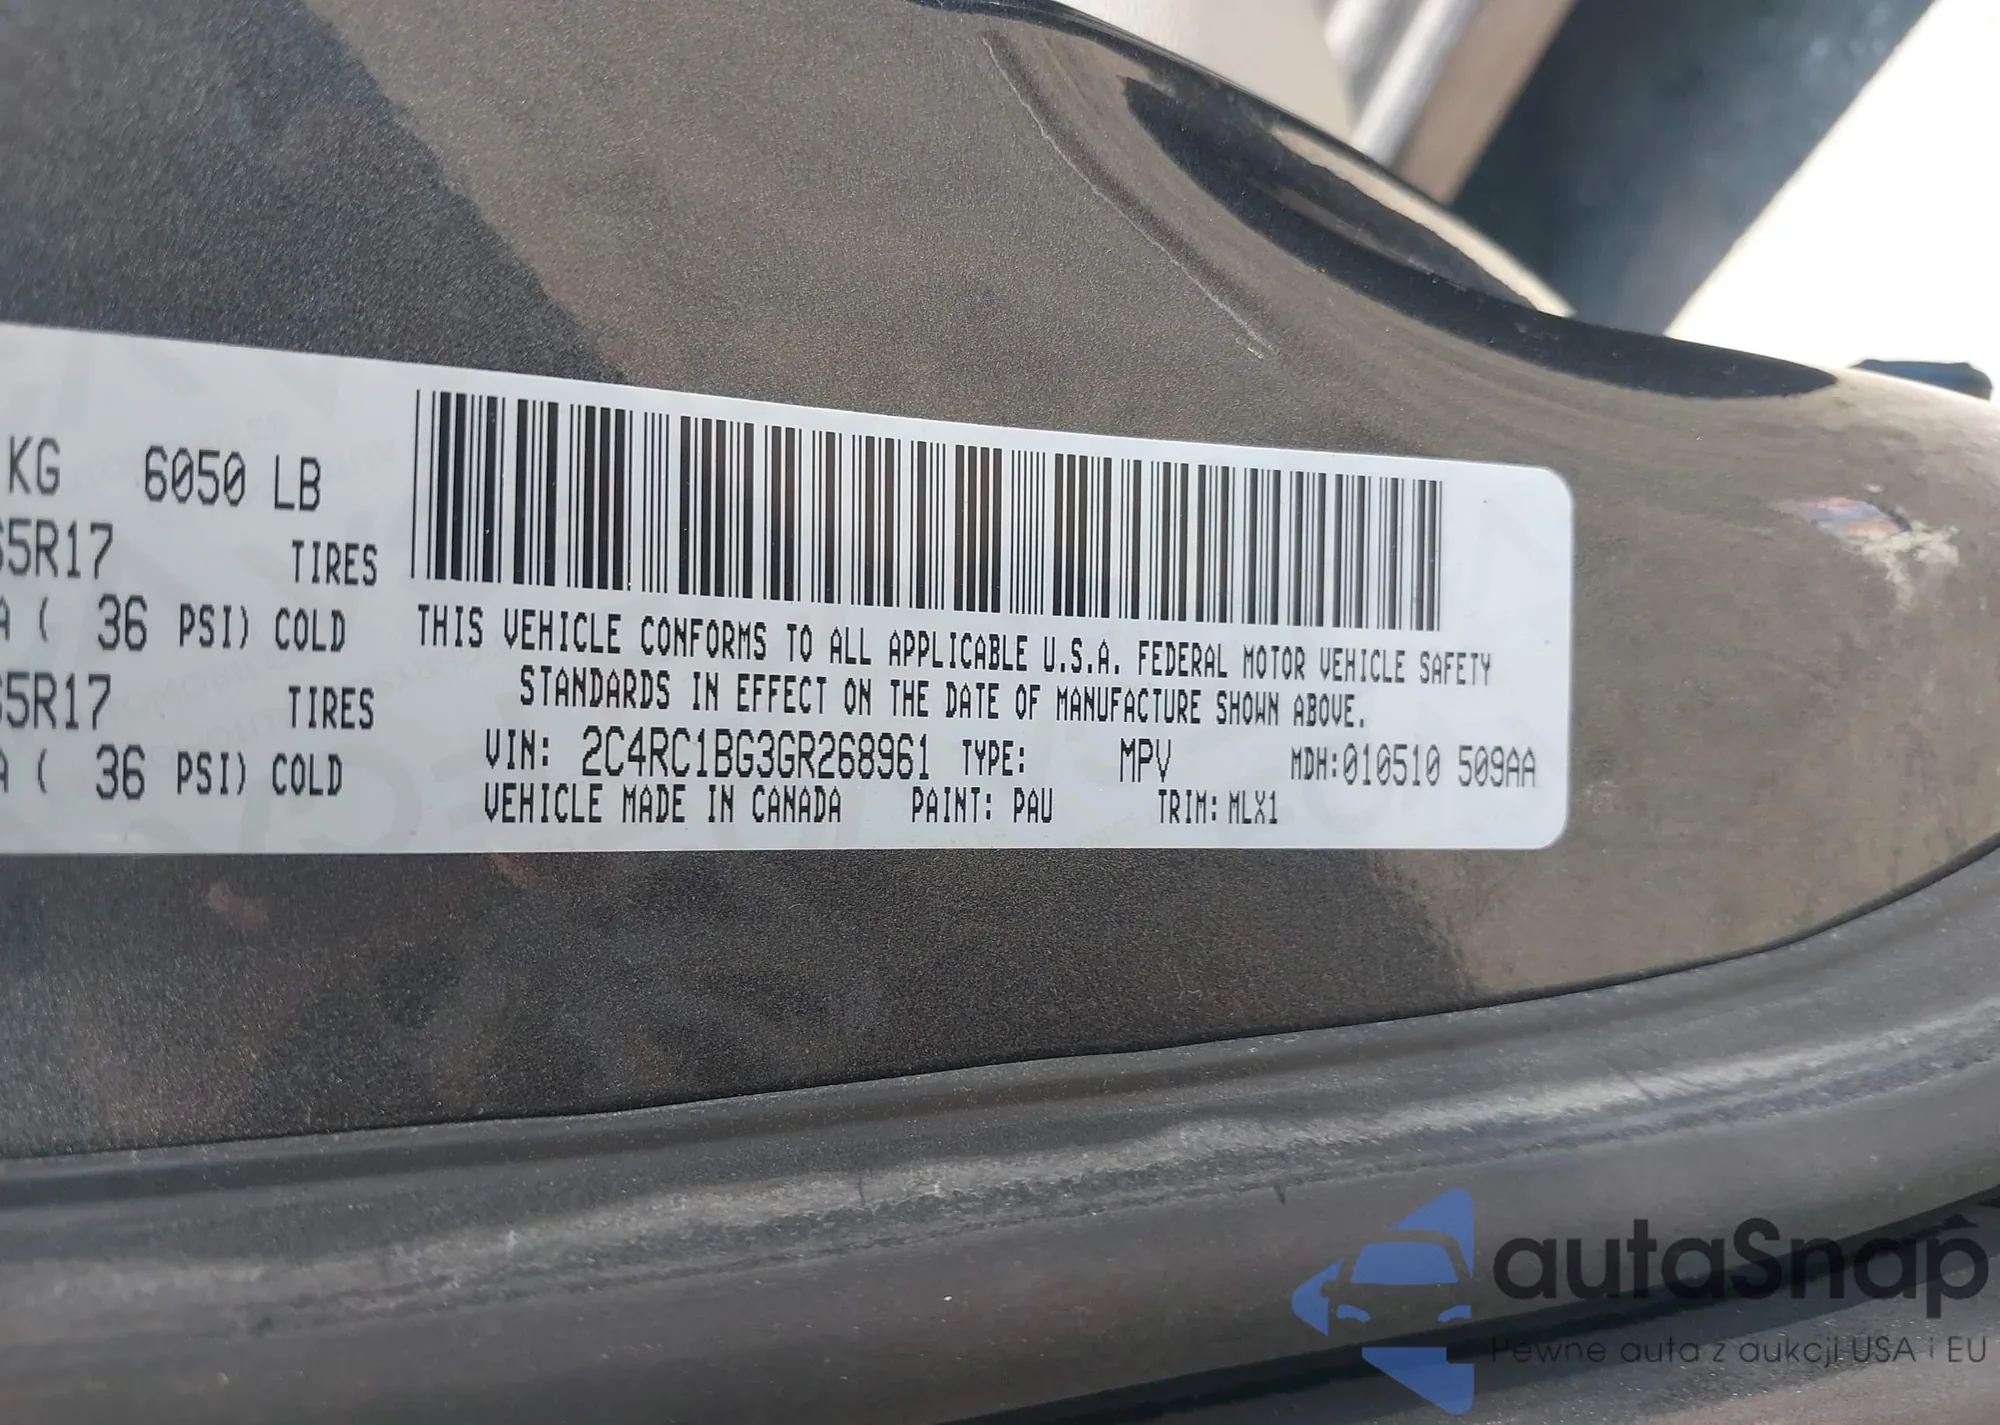 KG 6050 LB
65R17 TIRES
A ( 36 PSI) COLD
65R17 TIRES
A ( 36 PSI) COLD
THIS VEHICLE CONFORMS TO ALL APPLICABLE U.S.A. FEDERAL MOTOR VEHICLE SAFETY
STANDARDS IN EFFECT ON THE DATE OF MANUFACTURE SHOWN ABOVE.
VIN: 2C4RC1BG3GR268961 TYPE: MPV MDH:010510 509AA
VEHICLE MADE IN CANADA PAINT: PAU TRIM: MLX1
autaSnap
Pewne auta z aukcji USA i EU